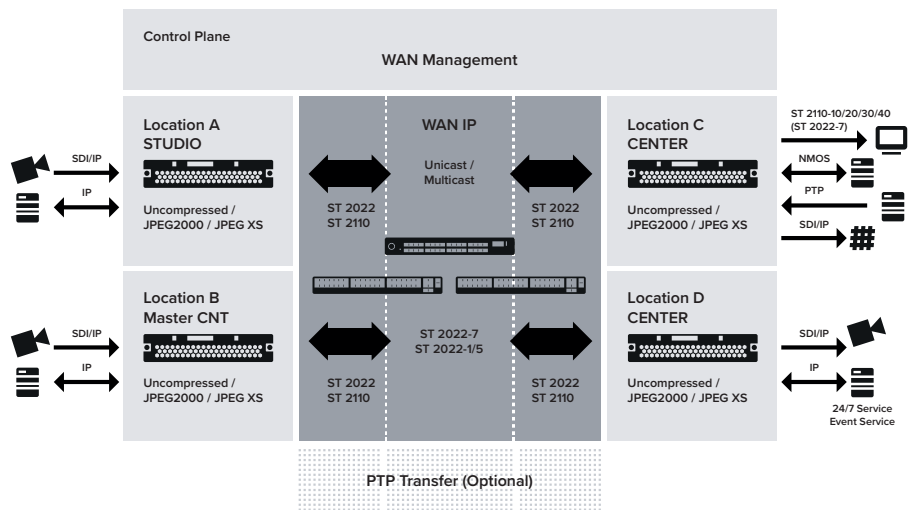 Control Plane
WAN Management
Location A
STUDIO
SDI/IP
IP
Uncompressed /
JPEG2000 / JPEG XS
WAN IP
Unicast /
Multicast
ST 2022
ST 2110
ST 2022
ST 2110
Location C
CENTER
Uncompressed /
JPEG2000 / JPEG XS
ST 2110-10/20/30/40
(ST 2022-7)
NMOS
PTP
SDI/IP
Location B
Master CNT
SDI/IP
IP
Uncompressed /
JPEG2000 / JPEG XS
ST 2022-7
ST 2022-1/5
ST 2022
ST 2110
ST 2022
ST 2110
Location D
CENTER
Uncompressed /
JPEG2000 / JPEG XS
SDI/IP
IP
24/7 Service
Event Service
PTP Transfer (Optional)